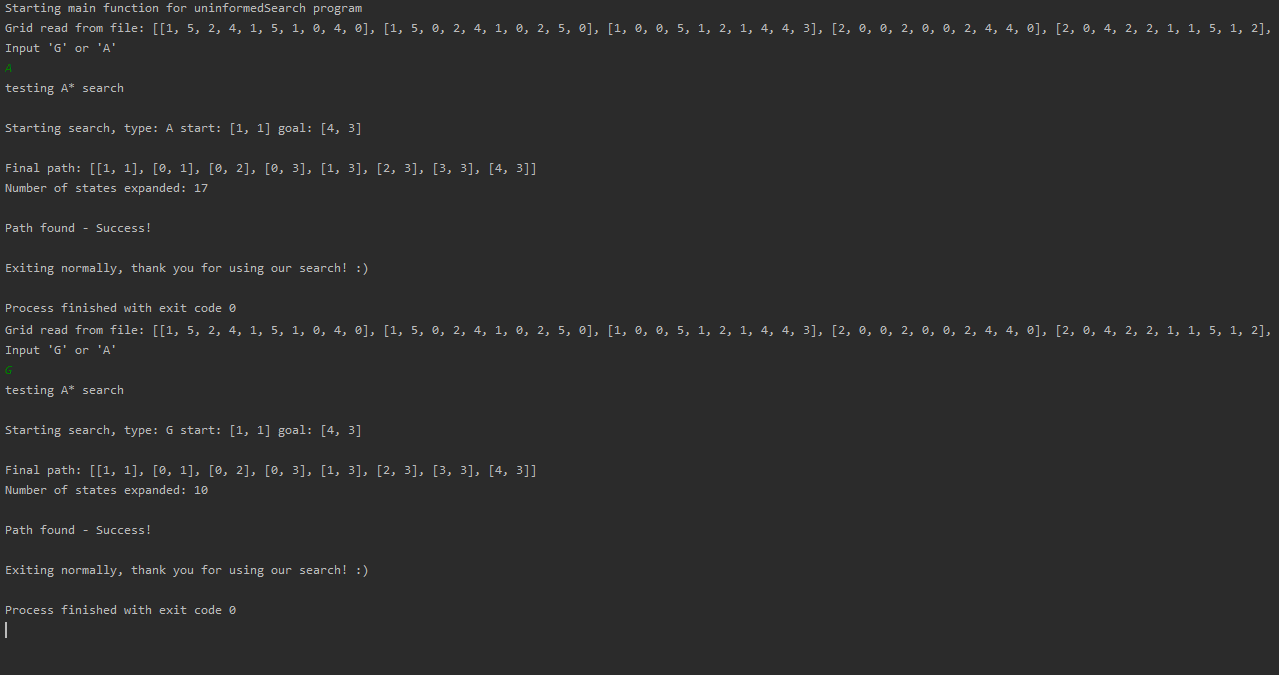 Starting main function for uninformedSearch program
Grid read from file: [[1, 5, 2, 4, 1, 5, 1, 0, 4, 0], [1, 5, 0, 2, 4, 1, 0, 2, 5, 0], [1, 0, 0, 5, 1, 2, 1, 4, 4, 3], [2, 0, 0, 2, 0, 0, 2, 4, 4, 0], [2, 0, 4, 2, 2, 1, 1, 5, 1, 2],
Input 'G' or 'A'
A
testing A* search
Starting search, type: A start: [1, 1] goal: [4, 3]
Final path: [[1, 1], [0, 1], [0, 2], [0, 3], [1, 3], [2, 3], [3, 3], [4, 3]]
Number of states expanded: 17
Path found - Success!
Exiting normally, thank you for using our search! :)
Process finished with exit code 0
Grid read from file: [[1, 5, 2, 4, 1, 5, 1, 0, 4, 0], [1, 5, 0, 2, 4, 1, 0, 2, 5, 0], [1, 0, 0, 5, 1, 2, 1, 4, 4, 3], [2, 0, 0, 2, 0, 0, 2, 4, 4, 0], [2, 0, 4, 2, 2, 1, 1, 5, 1, 2],
Input 'G' or 'A'
G
testing A* search
Starting search, type: G start: [1, 1] goal: [4, 3]
Final path: [[1, 1], [0, 1], [0, 2], [0, 3], [1, 3], [2, 3], [3, 3], [4, 3]]
Number of states expanded: 10
Path found - Success!
Exiting normally, thank you for using our search! :)
Process finished with exit code 0